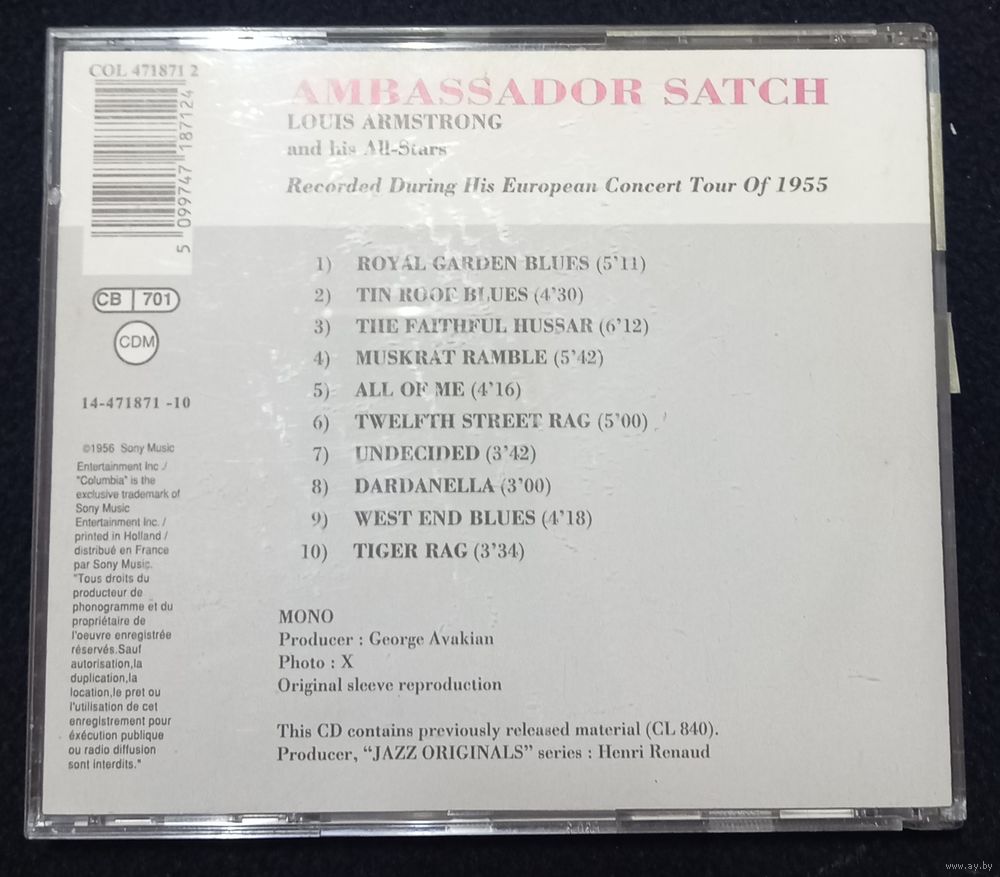 COL 471871 2
5 099747 187124
CB 701
CDM
14-471871 -10
©1956 Sony Music
Entertainment Inc./
"Columbia" is the
exclusive trademark of
Sony Music
Entertainment Inc. /
printed in Holland /
distribué en France
par Sony Music.
"Tous droits du
producteur de
phonogramme et du
propriétaire de
l'oeuvre enregistrée
réservés.Sauf
autorisation,la
duplication,la
location,le pret ou
l'utilisation de cet
enregistrement pour
éxécution publique
ou radio diffusion
sont interdits."
AMBASSADOR SATCH
LOUIS ARMSTRONG
and his All-Stars
Recorded During His European Concert Tour Of 1955
1) ROYAL GARDEN BLUES (5'11)
2) TIN ROOF BLUES (4'30)
3) THE FAITHFUL HUSSAR (6'12)
4) MUSKRAT RAMBLE (5'42)
5) ALL OF ME (4'16)
6) TWELFTH STREET RAG (5'00)
7) UNDECIDED (3'42)
8) DARDANELLA (3'00)
9) WEST END BLUES (4'18)
10) TIGER RAG (3'34)
MONO
Producer : George Avakian
Photo : X
Original sleeve reproduction
This CD contains previously released material (CL 840).
Producer, “JAZZ ORIGINALS” series : Henri Renaud
www.ay.by